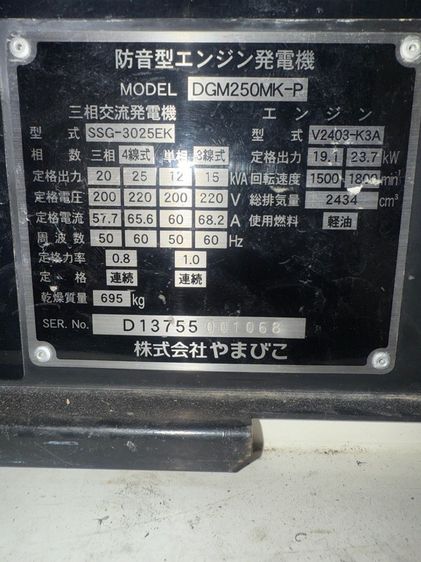 防音型エンジン発電機
MODEL DGM250MK-P
三相交流発電機 エンジン
型式 SSG-3025EK 型式 V2403-K3A
相数 三相 4線式 単相 3線式 定格出力 19.1 23.7 kW
定格出力 20 25 12 15 kVA 回転速度 1500 1800 min⁻¹
定格電圧 200 220 200 220 V 総排気量 2434 cm³
定格電流 57.7 65.6 60 68.2 A 使用燃料 軽油
周波数 50 60 50 60 Hz
定格力率 0.8 1.0
定格 連続 連続
乾燥質量 695 kg
SER. No. D13755 001068
株式会社やまびこ